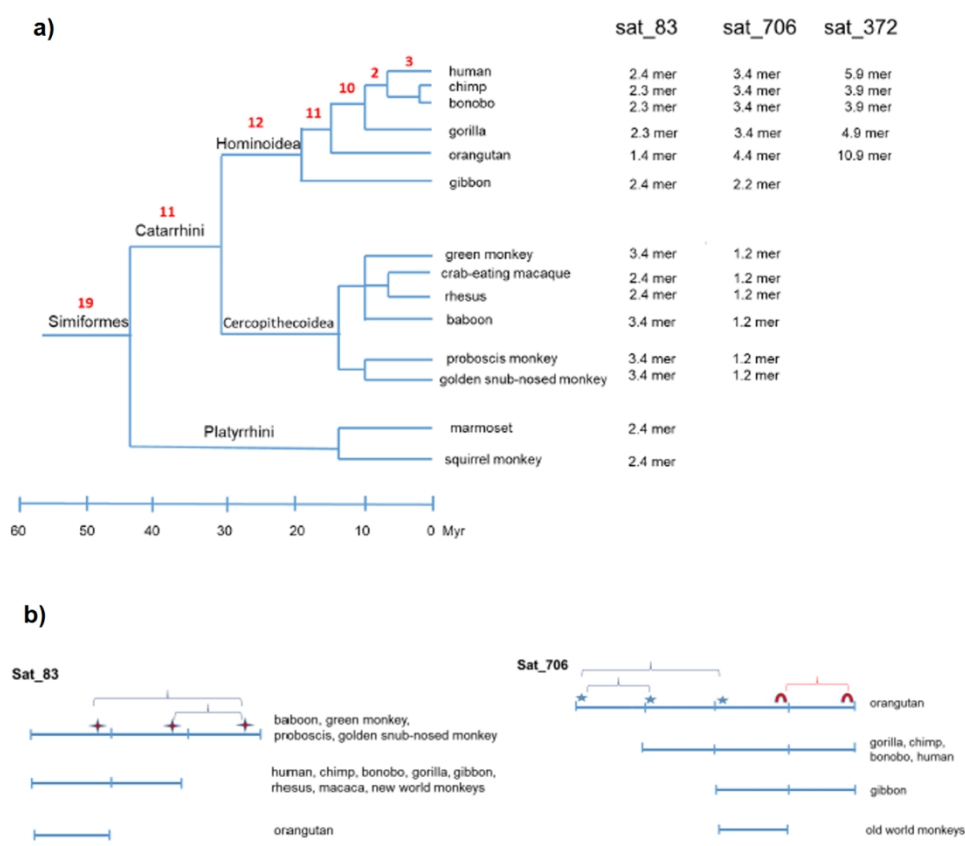 a)
sat_83 sat_706 sat_372
3
human 2.4 mer 3.4 mer 5.9 mer
2
chimp 2.3 mer 3.4 mer 3.9 mer
10
bonobo 2.3 mer 3.4 mer 3.9 mer
11
12
gorilla 2.3 mer 3.4 mer 4.9 mer
Hominoidea
orangutan 1.4 mer 4.4 mer 10.9 mer
gibbon 2.4 mer 2.2 mer
11
Catarrhini
green monkey 3.4 mer 1.2 mer
crab-eating macaque 2.4 mer 1.2 mer
rhesus 2.4 mer 1.2 mer
19
Simiformes
Cercopithecoidea
baboon 3.4 mer 1.2 mer
proboscis monkey 3.4 mer 1.2 mer
golden snub-nosed monkey 3.4 mer 1.2 mer
Platyrrhini
marmoset 2.4 mer
squirrel monkey 2.4 mer
60 50 40 30 20 10 0 Myr
b)
Sat_83
baboon, green monkey,
proboscis, golden snub-nosed monkey
human, chimp, bonobo, gorilla, gibbon,
rhesus, macaca, new world monkeys
orangutan
Sat_706
orangutan
gorilla, chimp,
bonobo, human
gibbon
old world monkeys